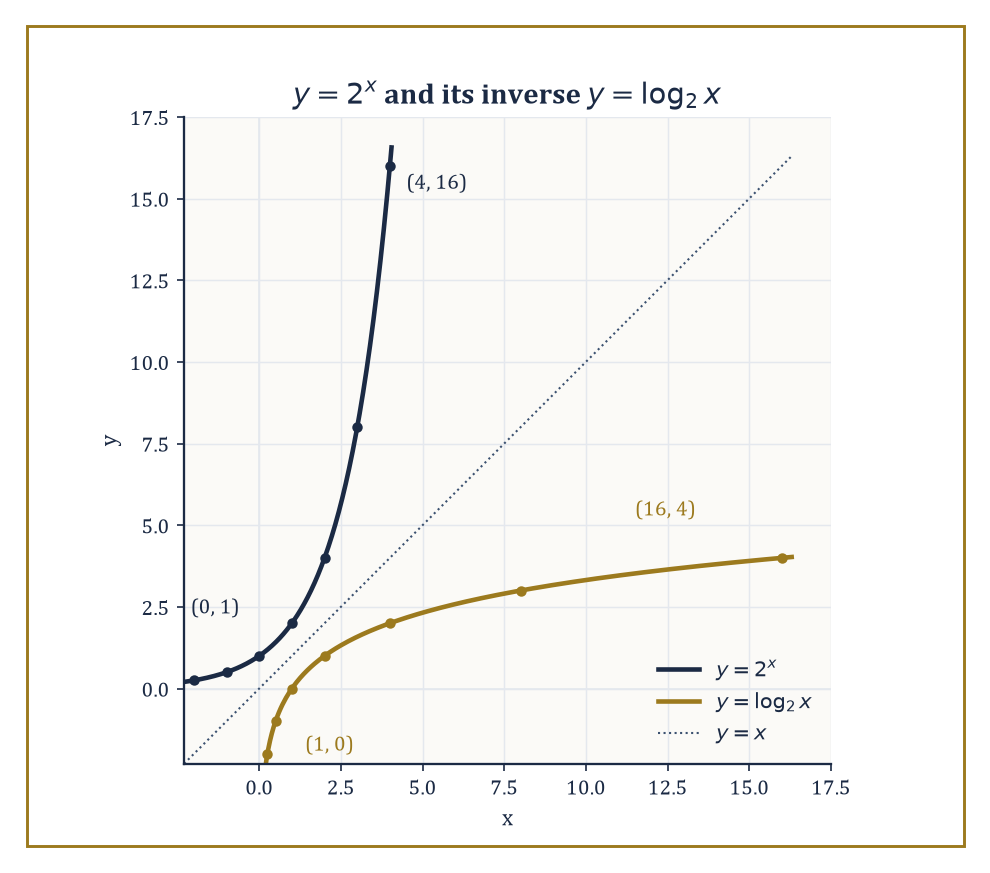 y = 2^x and its inverse y = log₂ x
17.5
15.0
12.5
10.0
7.5
5.0
2.5
0.0
y
(4, 16)
(16, 4)
(0, 1)
(1, 0)
y = 2^x
y = log₂ x
y = x
0.0 2.5 5.0 7.5 10.0 12.5 15.0 17.5
x